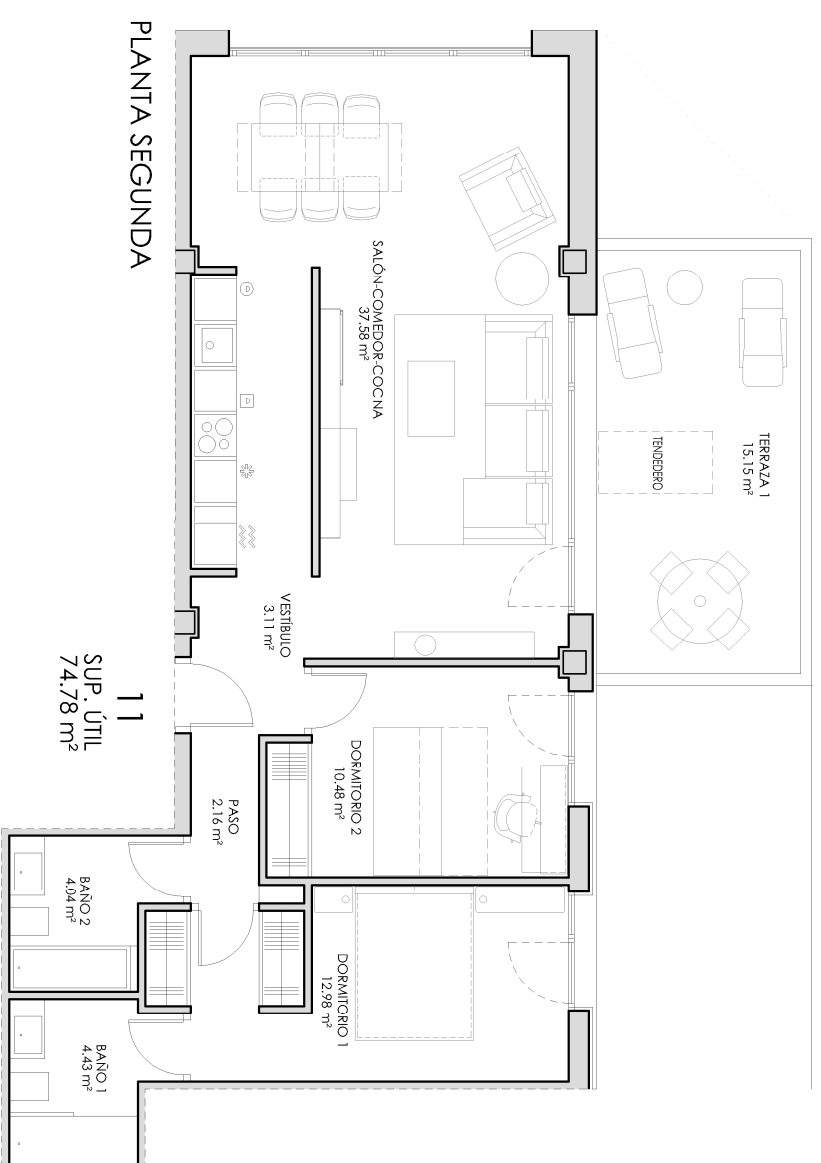 PLANTA SEGUNDA
SALÓN-COMEDOR-COCNA
37.58 m²
TERRAZA 1
15.15 m²
TENDEDERO
VESTÍBULO
3.11 m²
11
SUP. ÚTIL
74.78 m²
DORMITORIO 2
10.48 m²
PASO
2.16 m²
BAÑO 2
4.04 m²
DORMITORIO 1
12.98 m²
BAÑO 1
4.43 m²